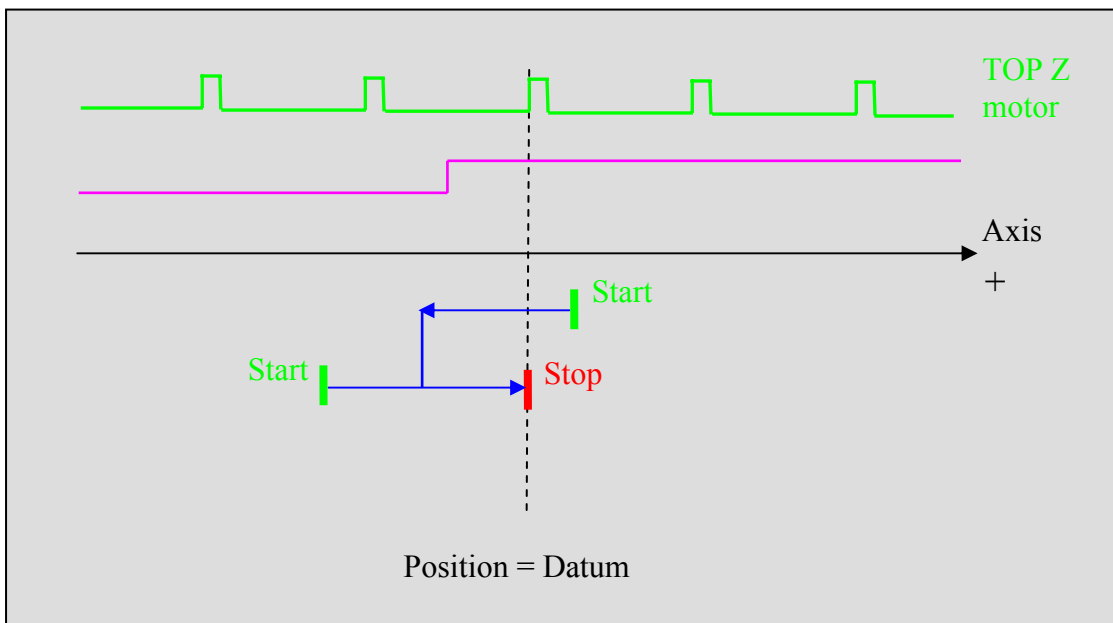 TOP Z
motor
Axis
+
Start
Start
Stop
Position = Datum